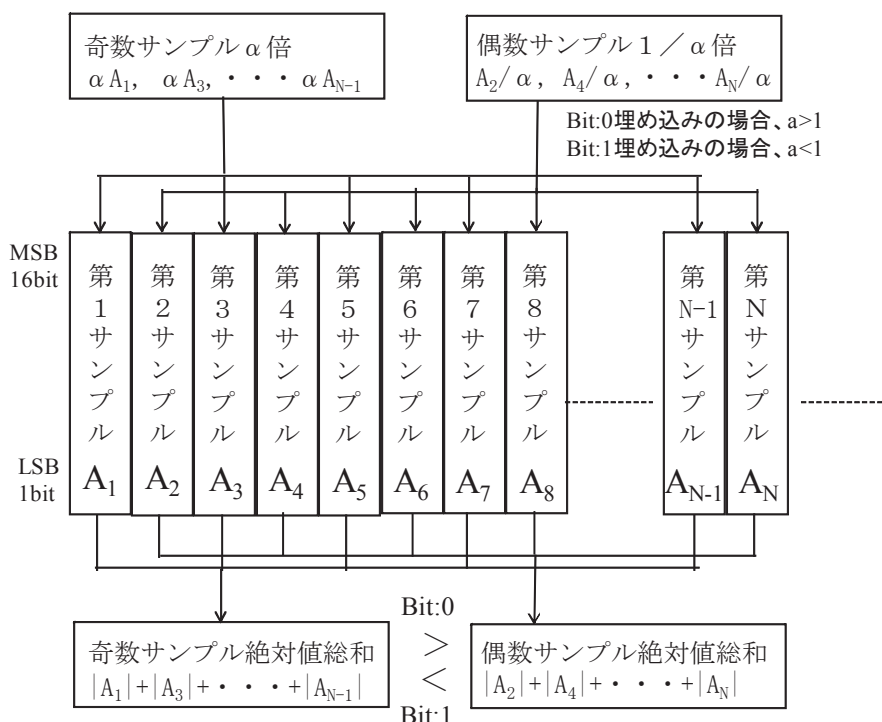 奇数サンプルα倍
αA₁, αA₃,・・・αA_N-1
偶数サンプル1/α倍
A₂/α, A₄/α,・・・A_N/α
Bit:0埋め込みの場合、a>1
Bit:1埋め込みの場合、a<1
MSB
16bit
第1サンプル
第2サンプル
第3サンプル
第4サンプル
第5サンプル
第6サンプル
第7サンプル
第8サンプル
第N-1サンプル
第Nサンプル
LSB
1bit
A₁
A₂
A₃
A₄
A₅
A₆
A₇
A₈
A_N-1
A_N
奇数サンプル絶対値総和
|A₁|+|A₃|+・・・+|A_N-1|
Bit:0
>
<
Bit:1
偶数サンプル絶対値総和
|A₂|+|A₄|+・・・+|A_N|